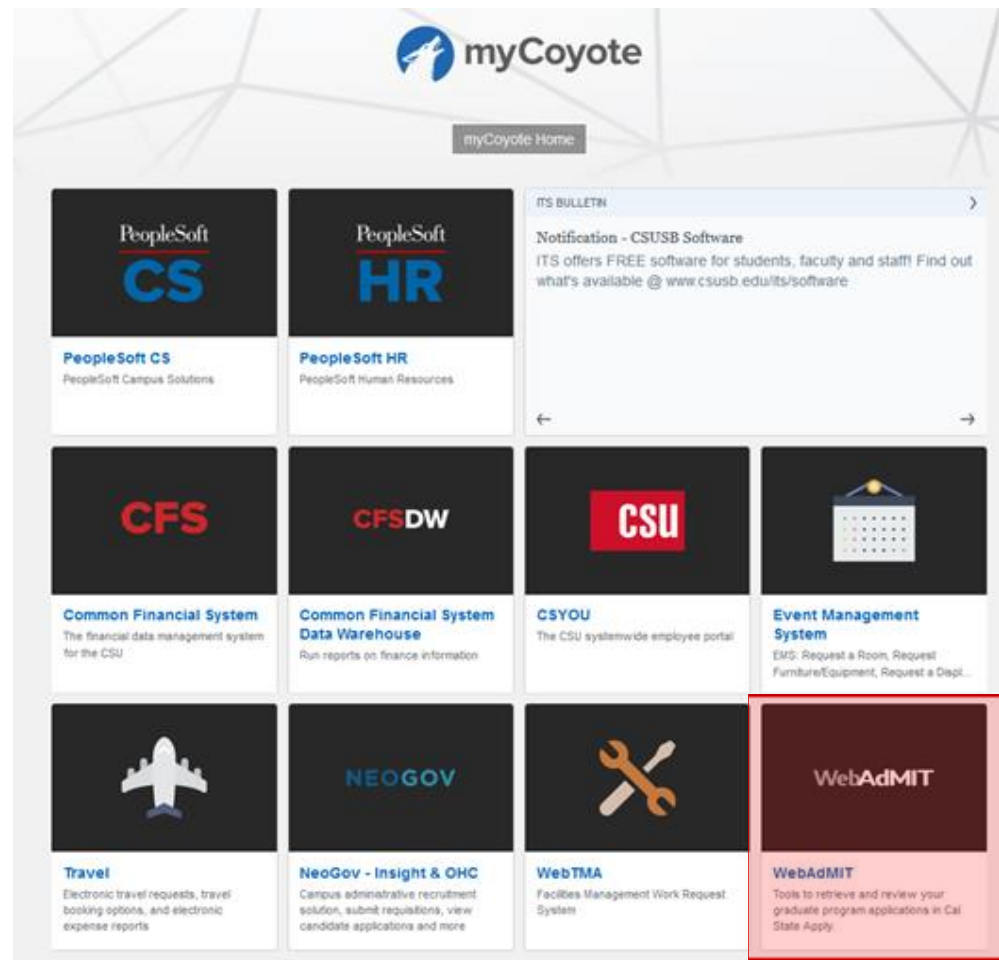 myCoyote
myCoyote Home
PeopleSoft
CS
PeopleSoft CS
PeopleSoft Campus Solutions
PeopleSoft
HR
PeopleSoft HR
PeopleSoft Human Resources
ITS BULLETIN
Notification - CSUSB Software
ITS offers FREE software for students, faculty and staff! Find out
what's available @ www.csusb.edu/its/software
CFS
Common Financial System
The financial data management system
for the CSU
CFSDW
Common Financial System
Data Warehouse
Run reports on finance information
CSU
CSYOU
The CSU systemwide employee portal
Event Management
System
EMS: Request a Room, Request
Furniture/Equipment, Request a Displ...
Travel
Electronic travel requests, travel
booking options, and electronic
expense reports
NEOGOV
NeoGov - Insight & OHC
Campus administrative recruitment
solution, submit requisitions, view
candidate applications and more
WebTMA
Facilities Management Work Request
System
WebAdMIT
WebAdMIT
Tools to retrieve and review your
graduate program applications in Cal
State Apply.